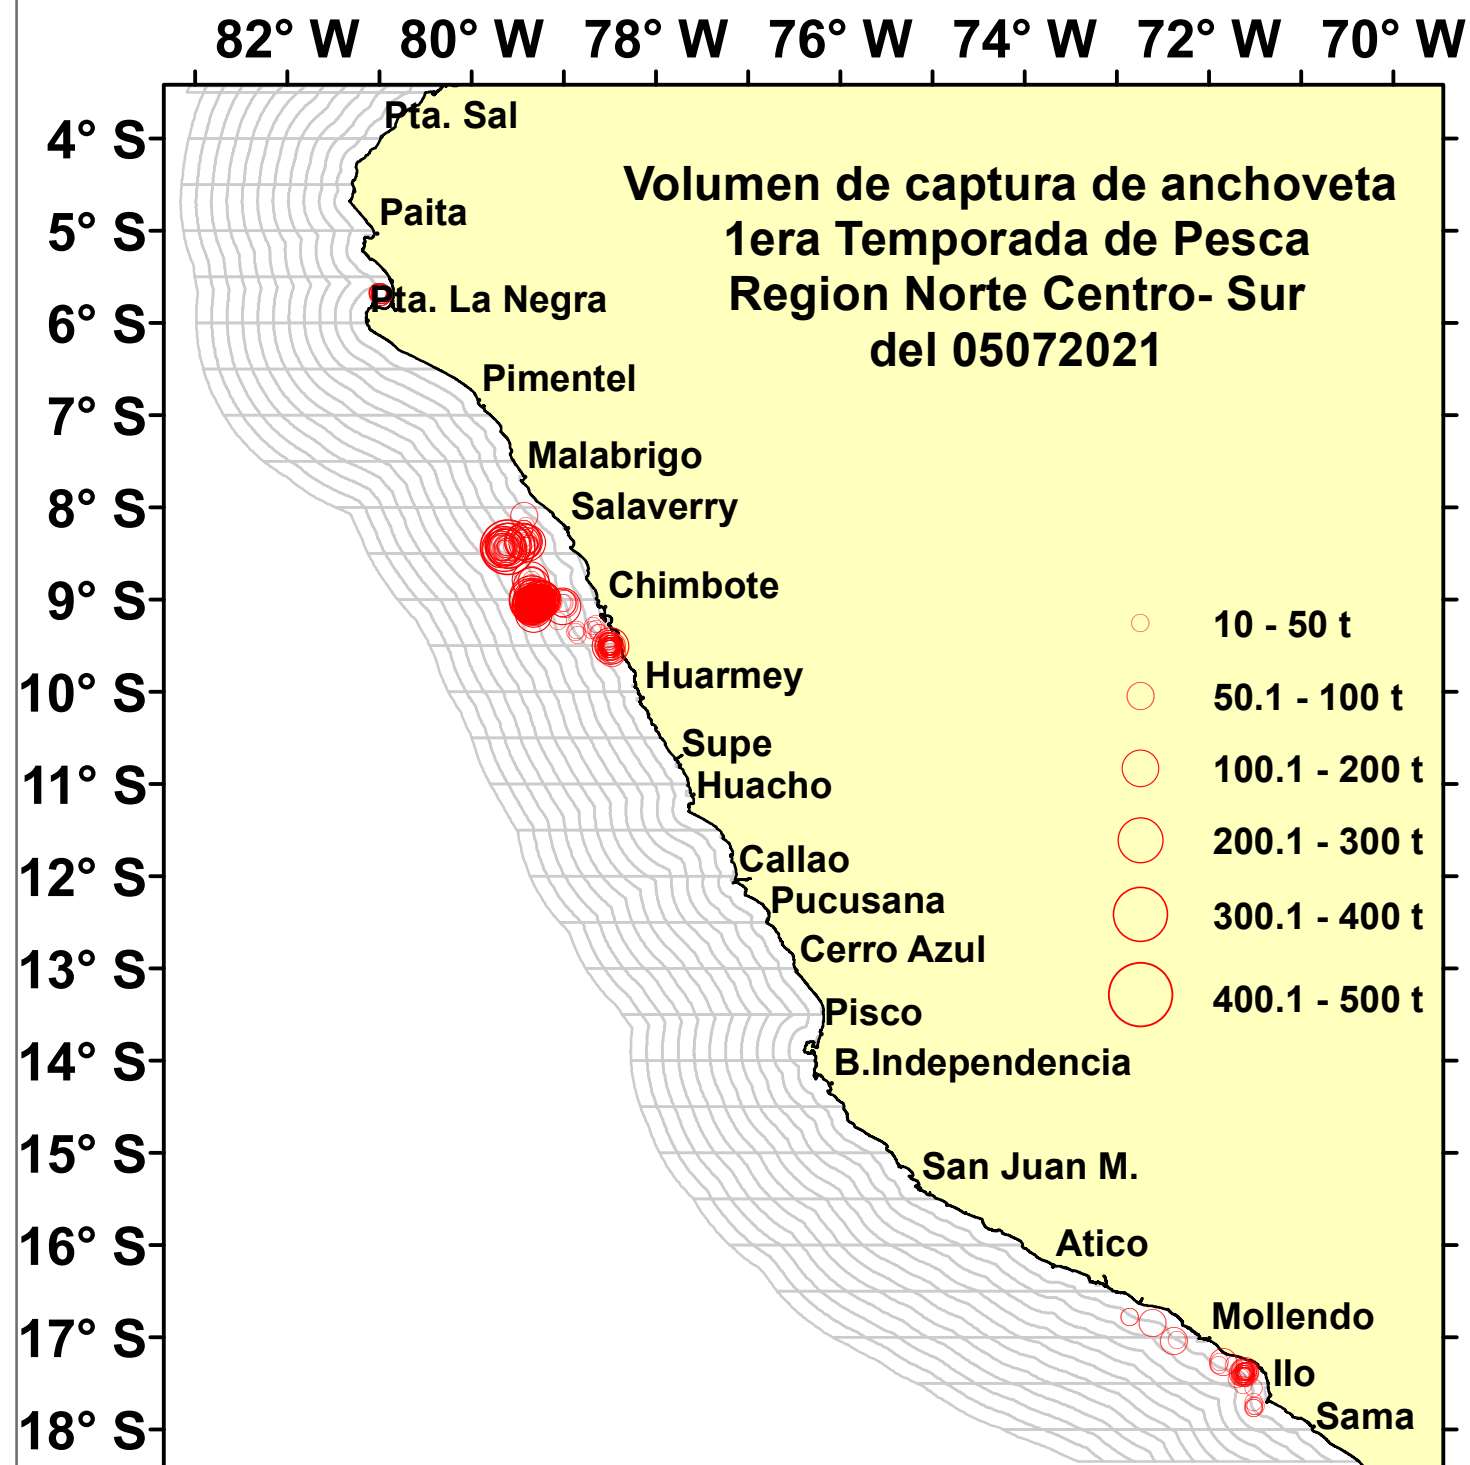 82° W 80° W 78° W 76° W 74° W 72° W 70° W
4° S
5° S
6° S
7° S
8° S
9° S
10° S
11° S
12° S
13° S
14° S
15° S
16° S
17° S
18° S
Volumen de captura de anchoveta
1era Temporada de Pesca
Region Norte Centro- Sur
del 05072021
Pta. Sal
Paita
Pta. La Negra
Pimentel
Malabrigo
Salaverry
Chimbote
Huarmey
Supe
Huacho
Callao
Pucusana
Cerro Azul
Pisco
B.Independencia
San Juan M.
Atico
Mollendo
Ilo
Sama
10 - 50 t
50.1 - 100 t
100.1 - 200 t
200.1 - 300 t
300.1 - 400 t
400.1 - 500 t